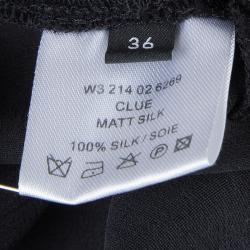 36
W3 214 02 6269
CLUE
MATT SILK
100% SILK / SOIE